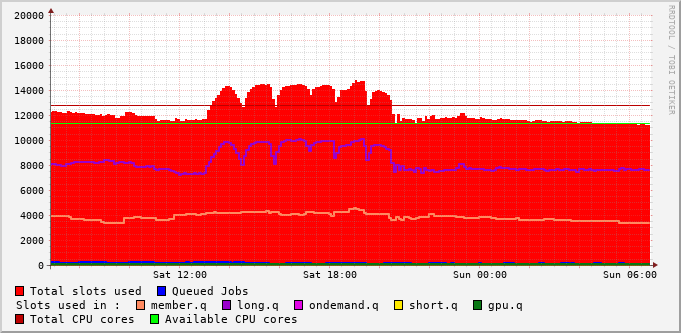 RRDTOOL / TOBI OETIKER
20000
18000
16000
14000
12000
10000
8000
6000
4000
2000
0
Sat 12:00 Sat 18:00 Sun 00:00 Sun 06:00
Total slots used Queued Jobs
Slots used in : member.q long.q ondemand.q short.q gpu.q
Total CPU cores Available CPU cores